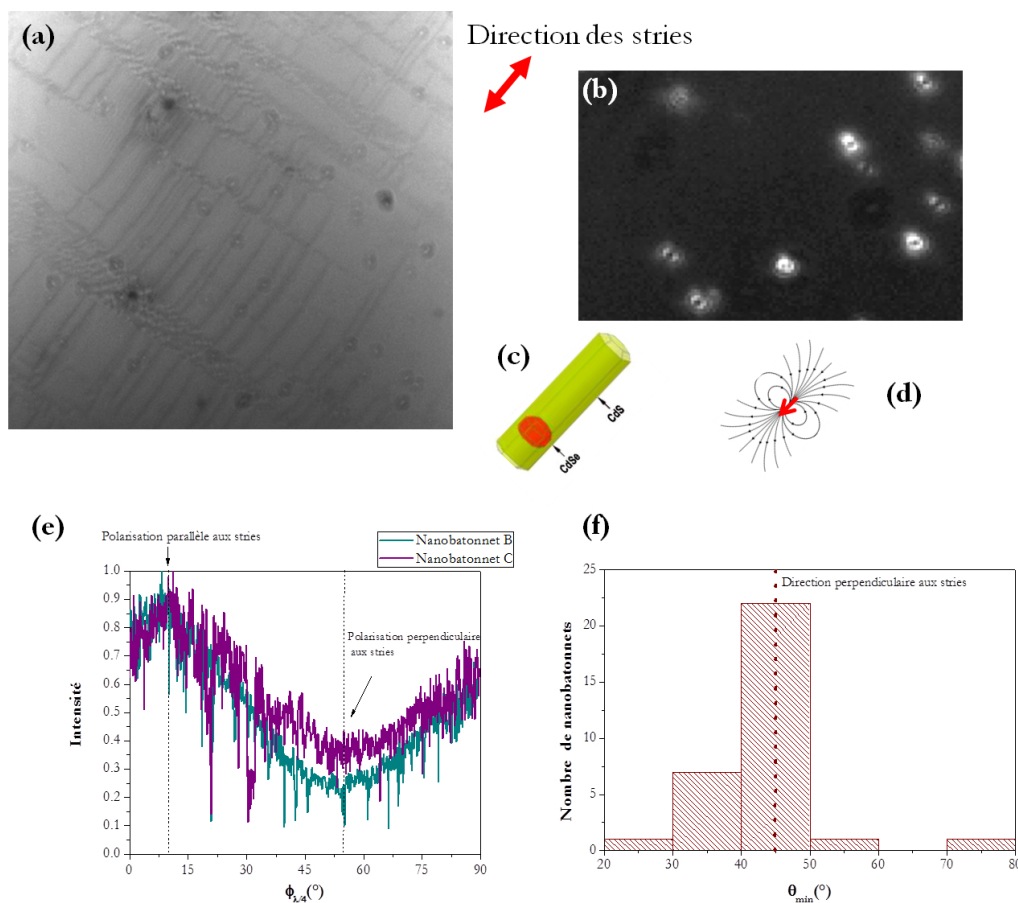 (a)
Direction des stries
(b)
(c)
CdS
CdSe
(d)
(e)
Polarisation parallèle aux stries
Nanobatonnet B
Nanobatonnet C
Polarisation perpendiculaire
aux stries
Intensité
1.0
0.9
0.8
0.7
0.6
0.5
0.4
0.3
0.2
0.1
0.0
0 15 30 45 60 75 90
ϕλ/4(°)
(f)
Direction perpendiculaire aux stries
Nombre de nanobatonnets
25
20
15
10
5
0
20 30 40 50 60 70 80
θmin(°)